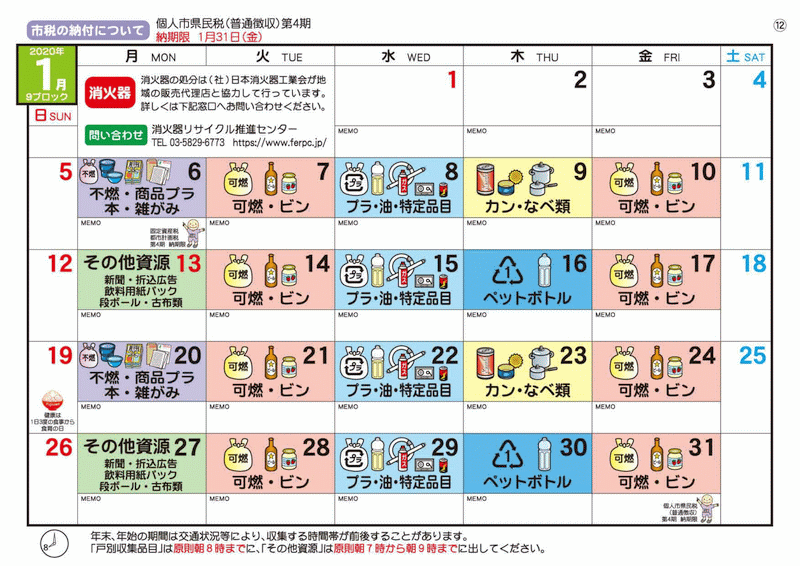 市税の納付について
個人市県民税（普通徴収）第4期
納期限 1月31日（金）
⑫
2020年
1月
9ブロック
日 SUN
月 MON
火 TUE
水 WED
木 THU
金 FRI
土 SAT
消火器
消火器の処分は（社）日本消火器工業会が地
域の販売代理店と協力して行っています。
詳しくは下記窓口へお問い合わせください。
問い合わせ
消火器リサイクル推進センター
TEL 03-5829-6773 https://www.ferpc.jp/
1
MEMO
2
MEMO
3
MEMO
4
5
不燃
6
不燃・商品プラ
本・雑がみ
MEMO
固定資産税
都市計画税
第4期 納期限
可燃
7
可燃・ビン
MEMO
プラ
8
プラ・油・特定品目
MEMO
9
カン・なべ類
MEMO
可燃
10
可燃・ビン
MEMO
11
12
その他資源 13
新聞・折込広告
飲料用紙パック
段ボール・古布類
MEMO
可燃
14
可燃・ビン
MEMO
プラ
15
プラ・油・特定品目
MEMO
1
16
ペットボトル
MEMO
可燃
17
可燃・ビン
MEMO
18
19
健康は
1日3度の食事から
食育の日
不燃
20
不燃・商品プラ
本・雑がみ
MEMO
可燃
21
可燃・ビン
MEMO
プラ
22
プラ・油・特定品目
MEMO
23
カン・なべ類
MEMO
可燃
24
可燃・ビン
MEMO
25
26
その他資源 27
新聞・折込広告
飲料用紙パック
段ボール・古布類
MEMO
可燃
28
可燃・ビン
MEMO
プラ
29
プラ・油・特定品目
MEMO
1
30
ペットボトル
MEMO
可燃
31
可燃・ビン
MEMO
個人市県民税
（普通徴収）
第4期 納期限
8
年末、年始の期間は交通状況等により、収集する時間帯が前後することがあります。
「戸別収集品目」は原則朝8時までに、「その他資源」は原則朝7時から朝9時までに出してください。